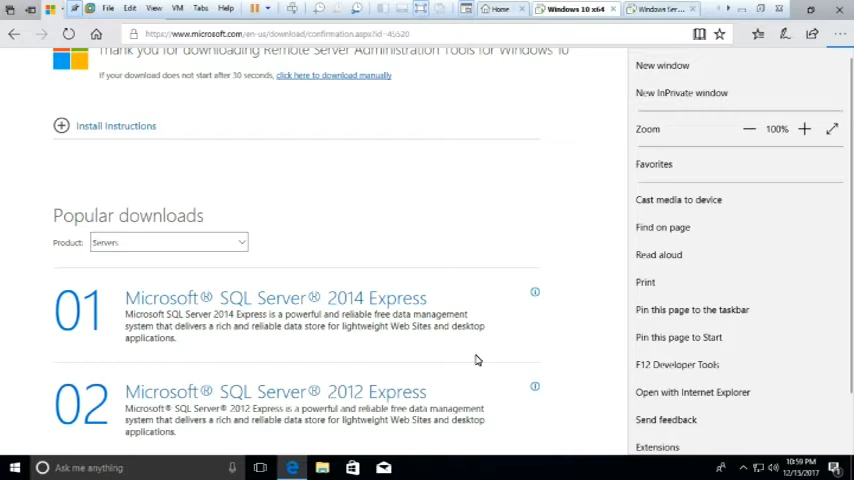 File Edit View VM Tabs Help
Home
Windows 10 x64
Windows Ser...
https://www.microsoft.com/en-us/download/confirmation.aspx?id=45520
Thank you for downloading Remote Server Administration Tools for Windows 10
If your download does not start after 30 seconds, click here to download manually
Install Instructions
Popular downloads
Product: Servers
01
Microsoft® SQL Server® 2014 Express
Microsoft SQL Server 2014 Express is a powerful and reliable free data management
system that delivers a rich and reliable data store for lightweight Web Sites and desktop
applications.
02
Microsoft® SQL Server® 2012 Express
Microsoft® SQL Server® 2012 Express is a powerful and reliable free data management
system that delivers a rich and reliable data store for lightweight Web Sites and desktop
applications.
New window
New InPrivate window
Zoom 100%
Favorites
Cast media to device
Find on page
Read aloud
Print
Pin this page to the taskbar
Pin this page to Start
F12 Developer Tools
Open with Internet Explorer
Send feedback
Extensions
Ask me anything
10:59 PM
12/13/2017